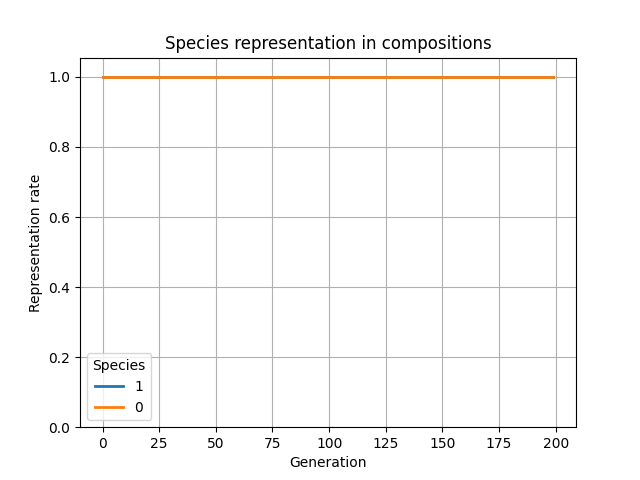 Species representation in compositions
Representation rate
1.0
0.8
0.6
0.4
0.2
0.0
Species
1
0
0 25 50 75 100 125 150 175 200
Generation